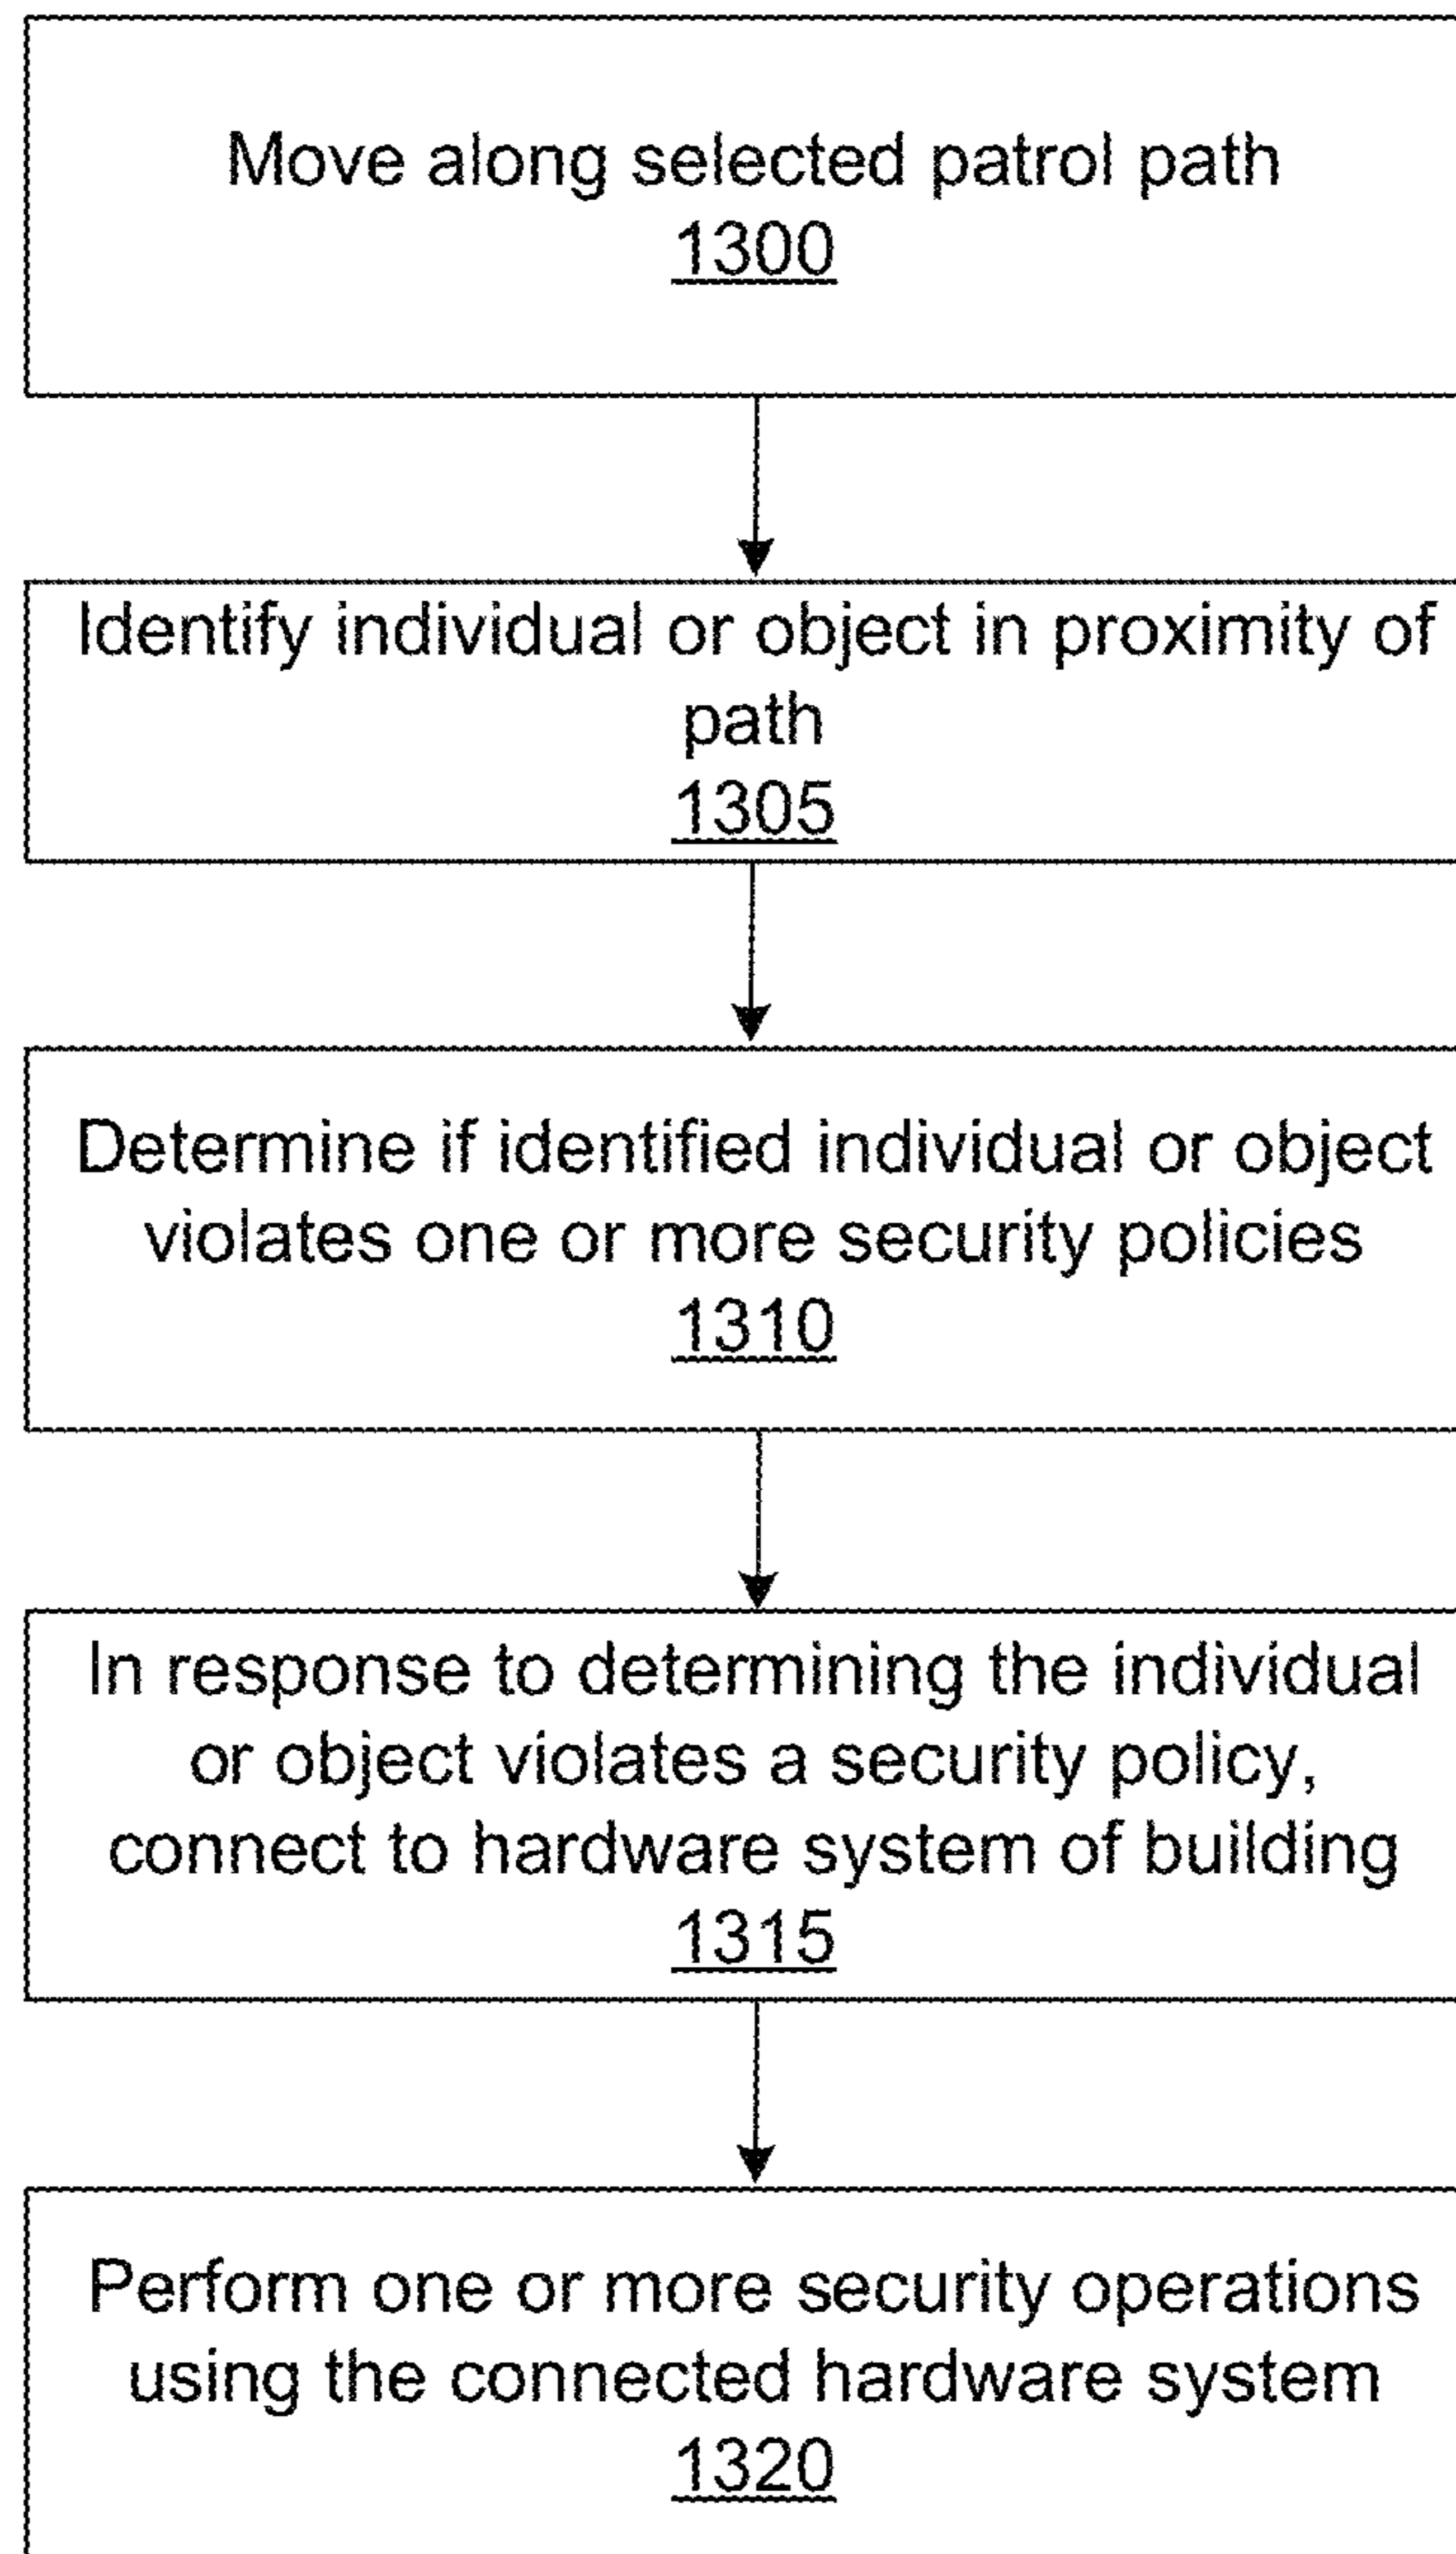 Move along selected patrol path
1300
Identify individual or object in proximity of
path
1305
Determine if identified individual or object
violates one or more security policies
1310
In response to determining the individual
or object violates a security policy,
connect to hardware system of building
1315
Perform one or more security operations
using the connected hardware system
1320